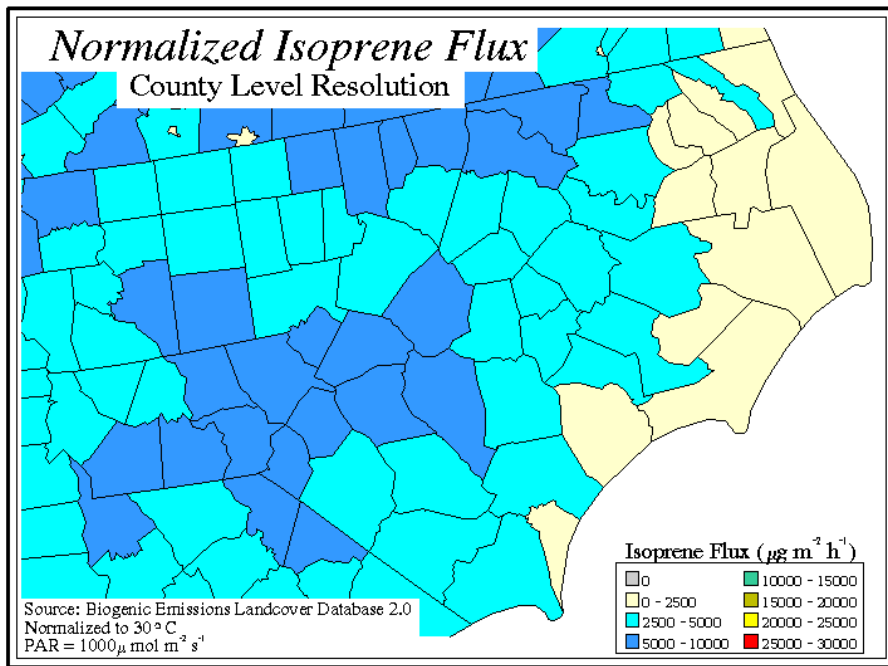 Normalized Isoprene Flux
County Level Resolution
Isoprene Flux (μg m⁻² h⁻¹)
0
0 - 2500
2500 - 5000
5000 - 10000
10000 - 15000
15000 - 20000
20000 - 25000
25000 - 30000
Source: Biogenic Emissions Landcover Database 2.0
Normalized to 30 ° C
PAR = 1000μ mol m⁻² s⁻¹